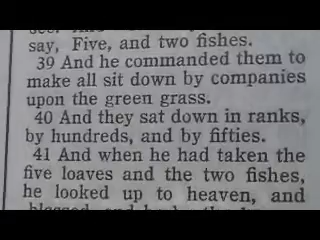 say, Five, and two fishes.
39 And he commanded them to
make all sit down by companies
upon the green grass.
40 And they sat down in ranks,
by hundreds, and by fifties.
41 And when he had taken the
five loaves and the two fishes,
he looked up to heaven, and